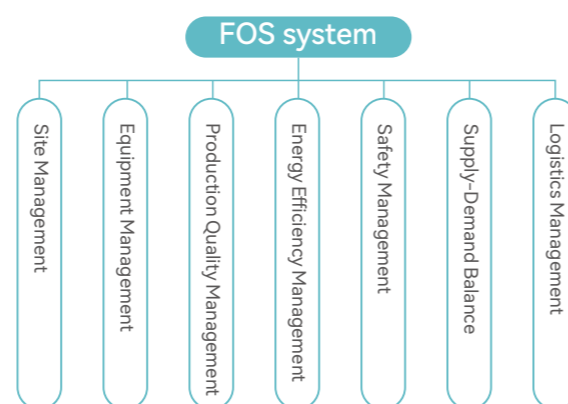 FOS system
Site Management
Equipment Management
Production Quality Management
Energy Efficiency Management
Safety Management
Supply-Demand Balance
Logistics Management